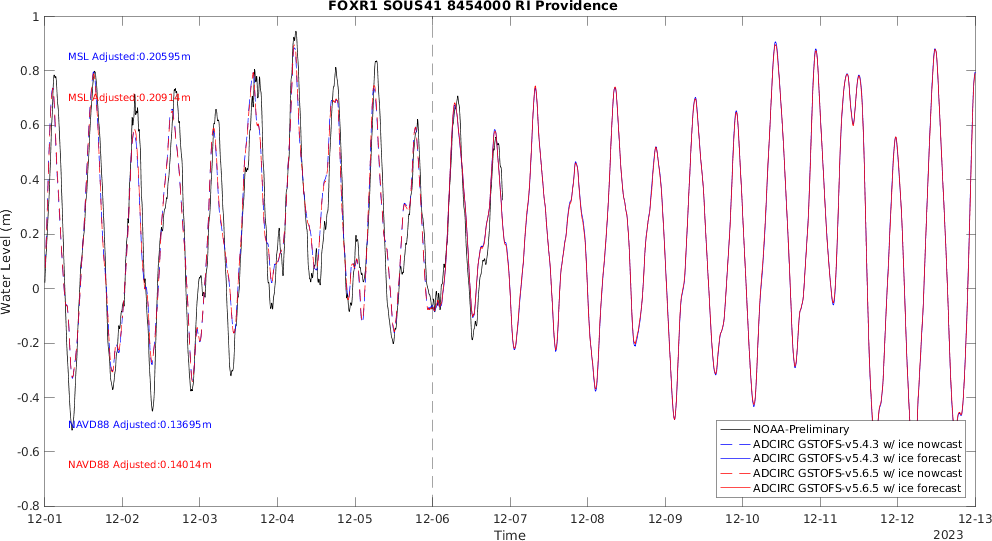 FOXR1 SOUS41 8454000 RI Providence
1
0.8
0.6
0.4
0.2
0
-0.2
-0.4
-0.6
-0.8
Water Level (m)
MSL Adjusted:0.20595m
MSL Adjusted:0.20914m
NAVD88 Adjusted:0.13695m
NAVD88 Adjusted:0.14014m
NOAA-Preliminary
ADCIRC GSTOFS-v5.4.3 w/ ice nowcast
ADCIRC GSTOFS-v5.4.3 w/ ice forecast
ADCIRC GSTOFS-v5.6.5 w/ ice nowcast
ADCIRC GSTOFS-v5.6.5 w/ ice forecast
12-01 12-02 12-03 12-04 12-05 12-06 12-07 12-08 12-09 12-10 12-11 12-12 12-13
Time
2023